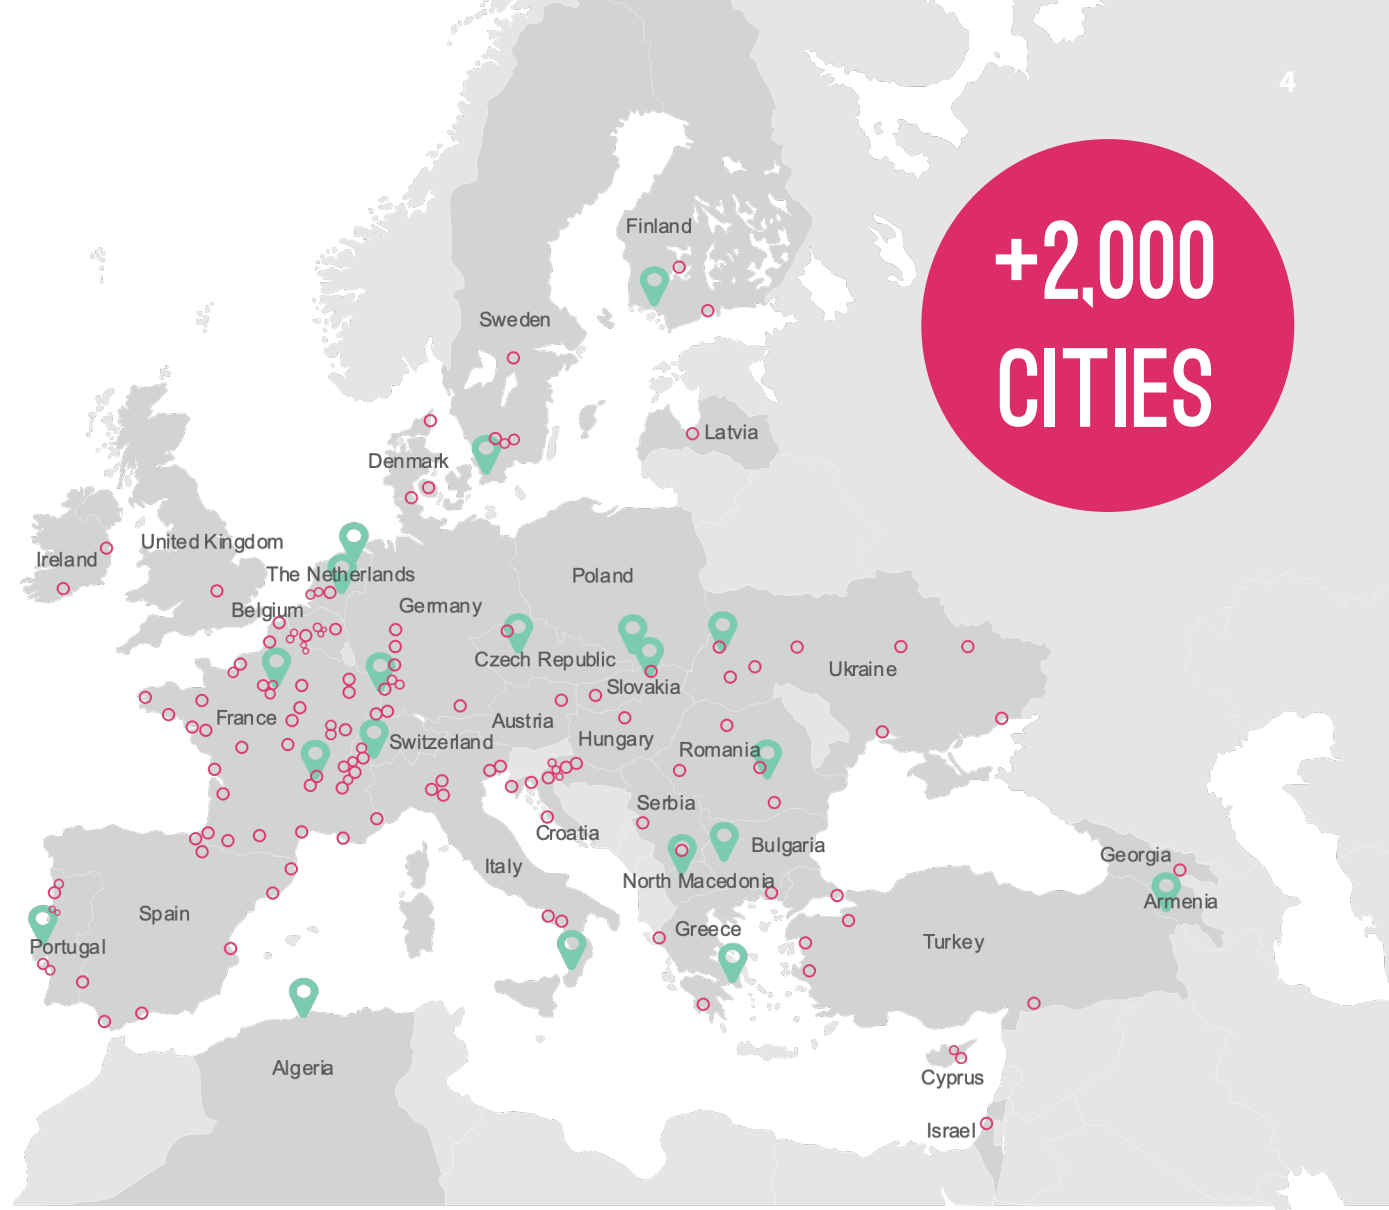 4
+2,000
CITIES
Finland
Sweden
Latvia
Denmark
United Kingdom
Ireland
The Netherlands
Poland
Belgium
Germany
Czech Republic
Ukraine
Slovakia
France
Austria
Switzerland
Hungary
Romania
Serbia
Croatia
Bulgaria
Georgia
Italy
North Macedonia
Armenia
Spain
Greece
Portugal
Turkey
Algeria
Cyprus
Israel